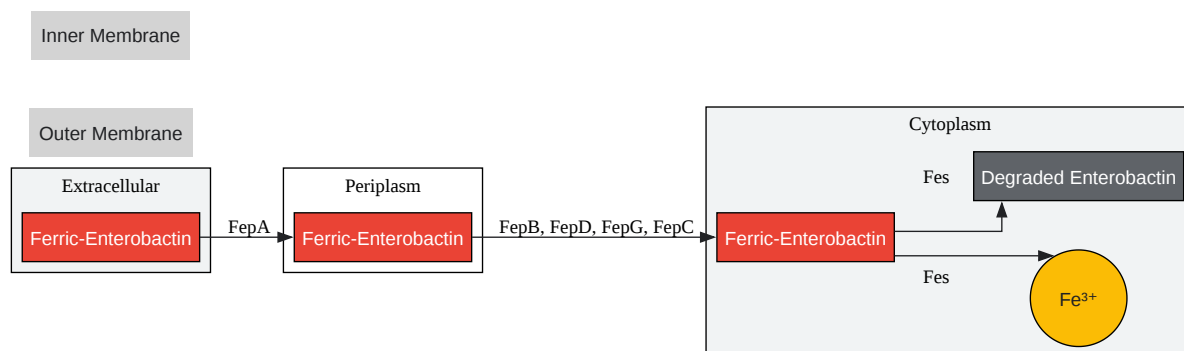 Inner Membrane
Outer Membrane
Extracellular
Ferric-Enterobactin
FepA
Periplasm
Ferric-Enterobactin
FepB, FepD, FepG, FepC
Cytoplasm
Ferric-Enterobactin
Fes
Degraded Enterobactin
Fes
Fe³⁺